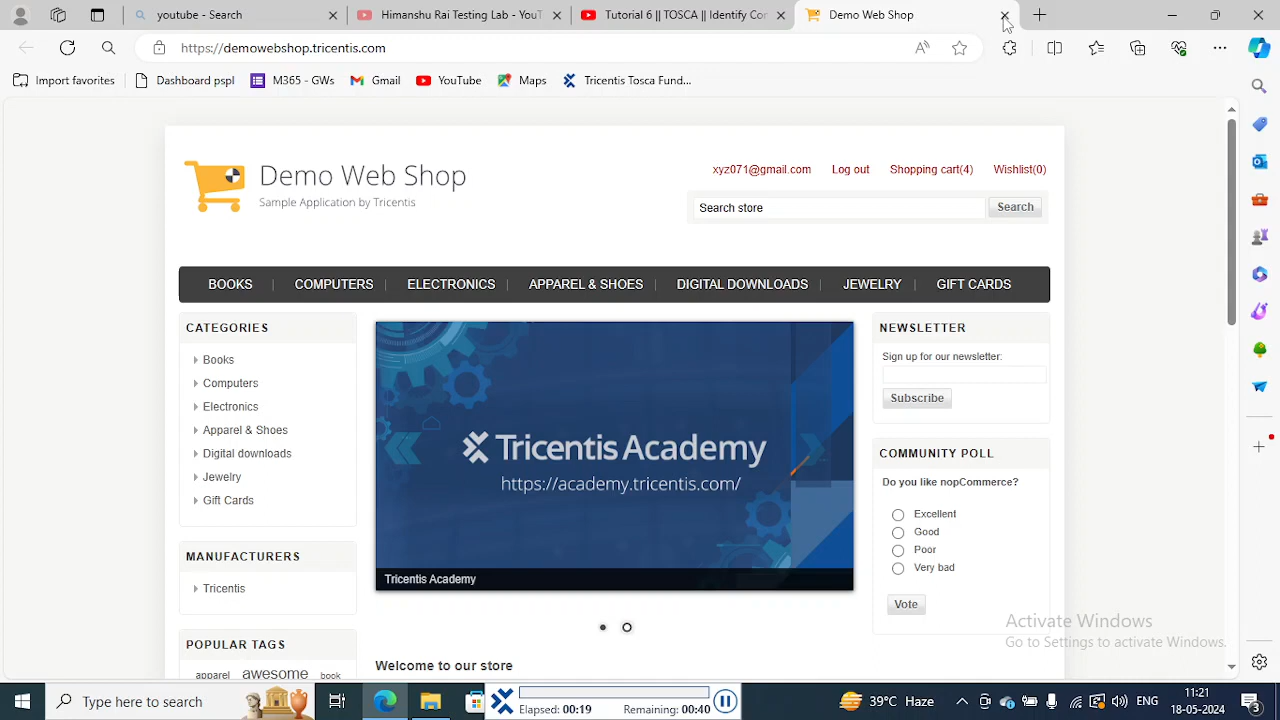 youtube - Search
Rajnandu Testing Lab - YouT
Tutorial 6 || TOSCA || Identify Cor
Demo Web Shop
https://demowebshop.tricentis.com
Import favorites
Dashboard pspl
M365 - GWs
Gmail
YouTube
Maps
Tricentis Tosca Fund...
Demo Web Shop
Sample Application by Tricentis
xyz071@gmail.com
Log out
Shopping cart(4)
Wishlist(0)
Search store
Search
BOOKS
COMPUTERS
ELECTRONICS
APPAREL & SHOES
DIGITAL DOWNLOADS
JEWELRY
GIFT CARDS
CATEGORIES
Books
Computers
Electronics
Apparel & Shoes
Digital downloads
Jewelry
Gift Cards
MANUFACTURERS
Tricentis
POPULAR TAGS
apparel awesome book
Tricentis Academy
https://academy.tricentis.com/
Tricentis Academy
Welcome to our store
NEWSLETTER
Sign up for our newsletter:
Subscribe
COMMUNITY POLL
Do you like nopCommerce?
Excellent
Good
Poor
Very bad
Vote
Activate Windows
Go to Settings to activate Windows.
Type here to search
Elapsed: 00:19
Remaining: 00:40
39°C Haze
ENG
11:21
18-05-2024
3